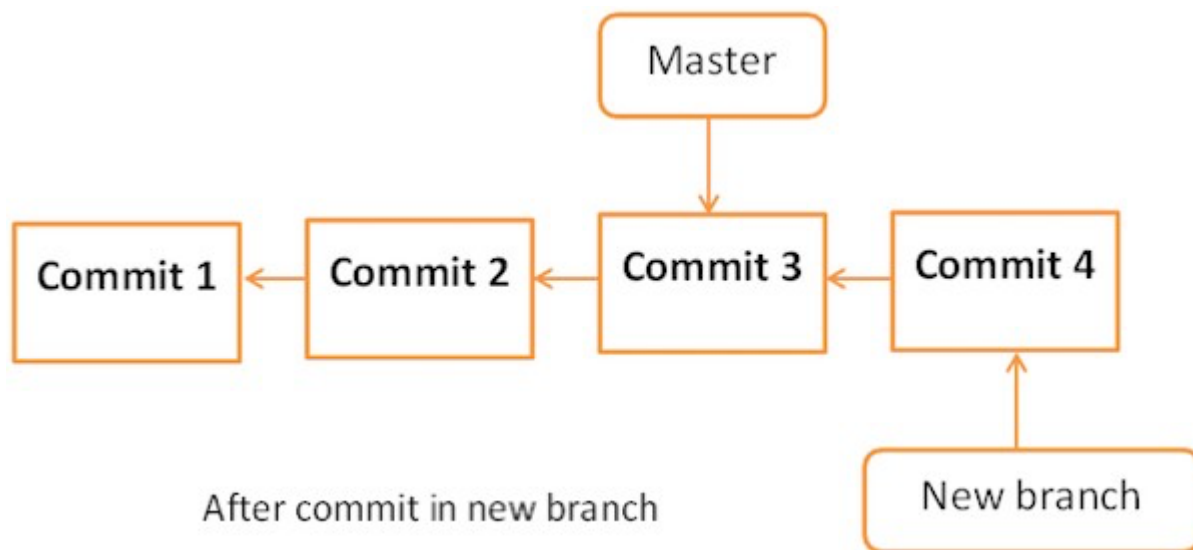 Master
Commit 1
Commit 2
Commit 3
Commit 4
After commit in new branch
New branch